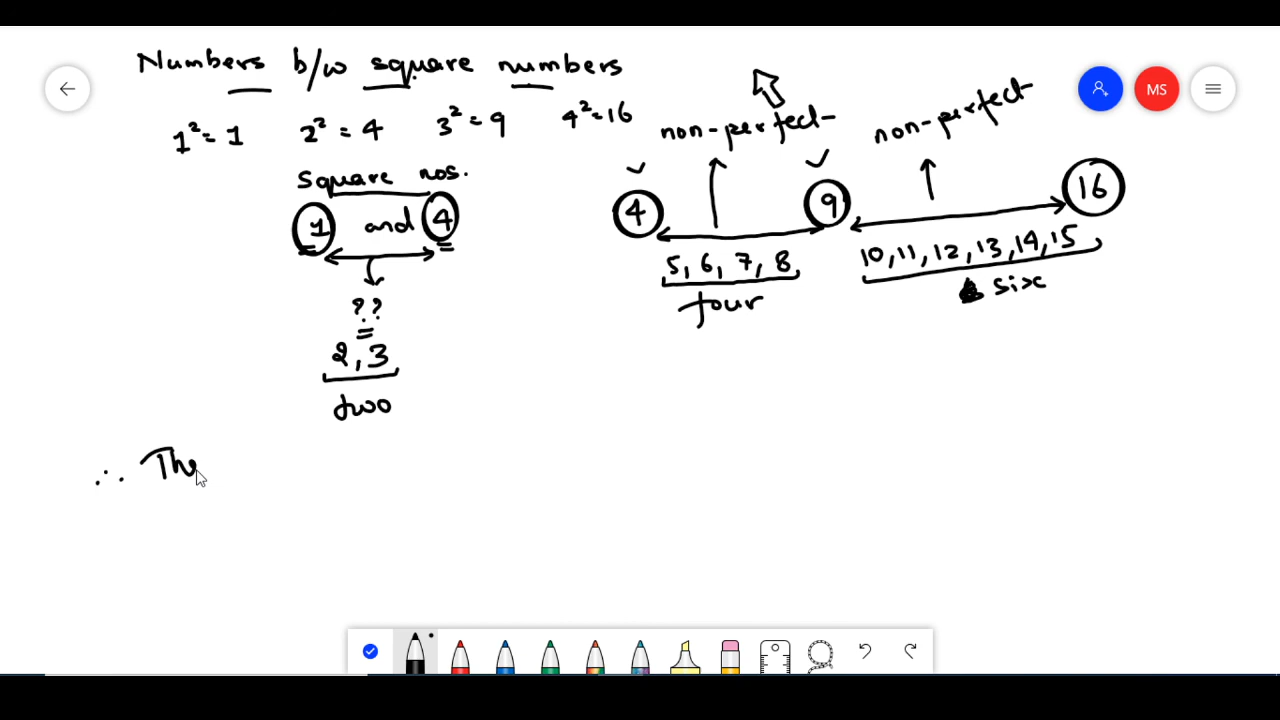 Numbers b/w square numbers
1² = 1 2² = 4 3² = 9 4² = 16
non-perfect
non-perfect
square nos.
1 and 4
4 9 16
5, 6, 7, 8
10, 11, 12, 13, 14, 15
four
six
??
2, 3
two
∴ The
MS